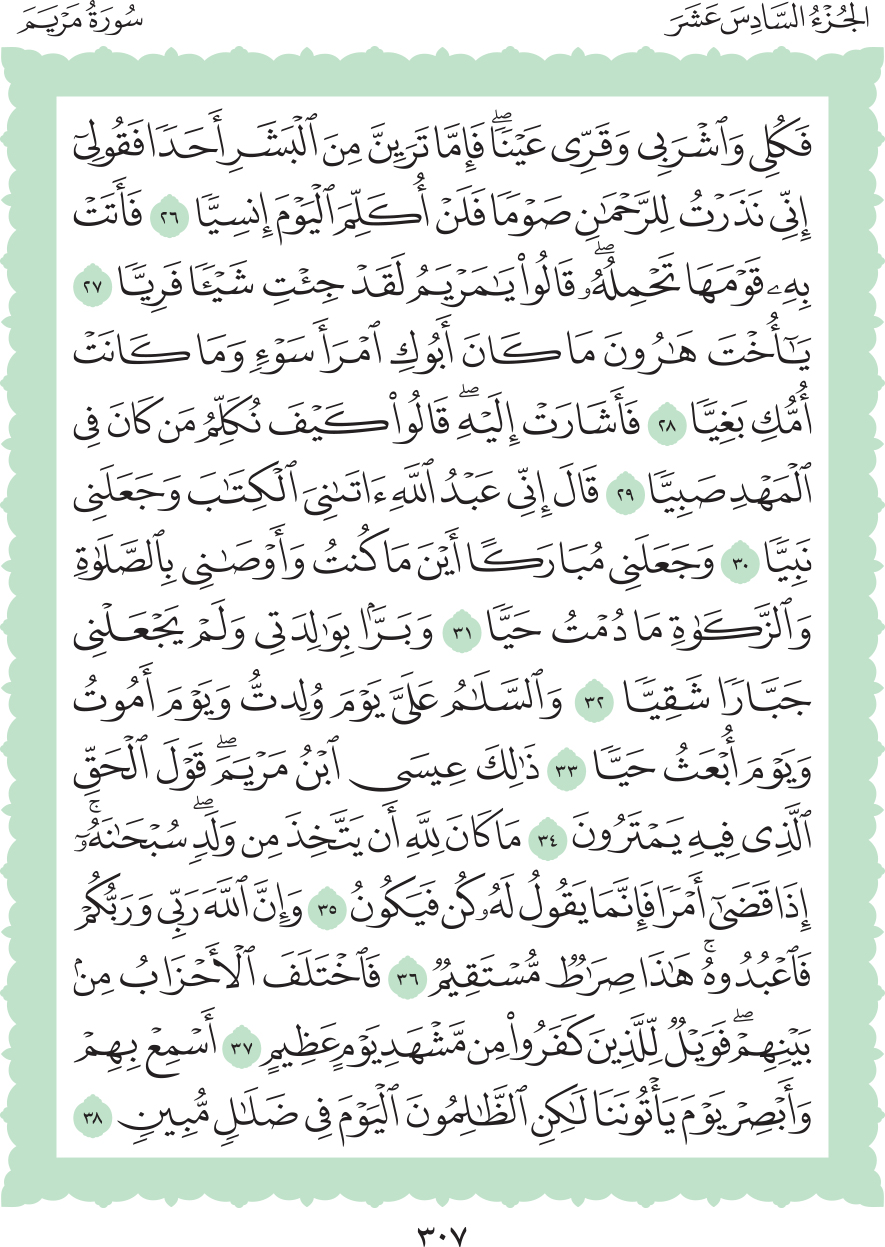 الجُزْءُ السَّادِسَ عَشَرَ
سُورَةُ مَرْيَمَ
فَكُلِى وَٱشْرَبِى وَقَرِّى عَيْنًاۖ فَإِمَّا تَرَيِنَّ مِنَ ٱلْبَشَرِ أَحَدًا فَقُولِىٓ
إِنِّى نَذَرْتُ لِلرَّحْمَٰنِ صَوْمًا فَلَنْ أُكَلِّمَ ٱلْيَوْمَ إِنسِيًّا ٢٦ فَأَتَتْ
بِهِۦ قَوْمَهَا تَحْمِلُهُۥۖ قَالُوا۟ يَٰمَرْيَمُ لَقَدْ جِئْتِ شَيْـًٔا فَرِيًّا ٢٧
يَٰٓأُخْتَ هَٰرُونَ مَا كَانَ أَبُوكِ ٱمْرَأَ سَوْءٍ وَمَا كَانَتْ
أُمُّكِ بَغِيًّا ٢٨ فَأَشَارَتْ إِلَيْهِۖ قَالُوا۟ كَيْفَ نُكَلِّمُ مَن كَانَ فِى
ٱلْمَهْدِ صَبِيًّا ٢٩ قَالَ إِنِّى عَبْدُ ٱللَّهِ ءَاتَىٰنِىَ ٱلْكِتَٰبَ وَجَعَلَنِى
نَبِيًّا ٣٠ وَجَعَلَنِى مُبَارَكًا أَيْنَ مَا كُنتُ وَأَوْصَٰنِى بِٱلصَّلَوٰةِ
وَٱلزَّكَوٰةِ مَا دُمْتُ حَيًّا ٣١ وَبَرًّۢا بِوَٰلِدَتِى وَلَمْ يَجْعَلْنِى
جَبَّارًا شَقِيًّا ٣٢ وَٱلسَّلَٰمُ عَلَىَّ يَوْمَ وُلِدتُّ وَيَوْمَ أَمُوتُ
وَيَوْمَ أُبْعَثُ حَيًّا ٣٣ ذَٰلِكَ عِيسَى ٱبْنُ مَرْيَمَۖ قَوْلَ ٱلْحَقِّ
ٱلَّذِى فِيهِ يَمْتَرُونَ ٣٤ مَا كَانَ لِلَّهِ أَن يَتَّخِذَ مِن وَلَدٍۖ سُبْحَٰنَهُۥٓۚ
إِذَا قَضَىٰٓ أَمْرًا فَإِنَّمَا يَقُولُ لَهُۥ كُن فَيَكُونُ ٣٥ وَإِنَّ ٱللَّهَ رَبِّى وَرَبُّكُمْ
فَٱعْبُدُوهُۚ هَٰذَا صِرَٰطٌ مُّسْتَقِيمٌ ٣٦ فَٱخْتَلَفَ ٱلْأَحْزَابُ مِنۢ
بَيْنِهِمْۖ فَوَيْلٌ لِّلَّذِينَ كَفَرُوا۟ مِن مَّشْهَدِ يَوْمٍ عَظِيمٍ ٣٧ أَسْمِعْ بِهِمْ
وَأَبْصِرْ يَوْمَ يَأْتُونَنَا لَٰكِنِ ٱلظَّٰلِمُونَ ٱلْيَوْمَ فِى ضَلَٰلٍ مُّبِينٍ ٣٨
٣٠٧